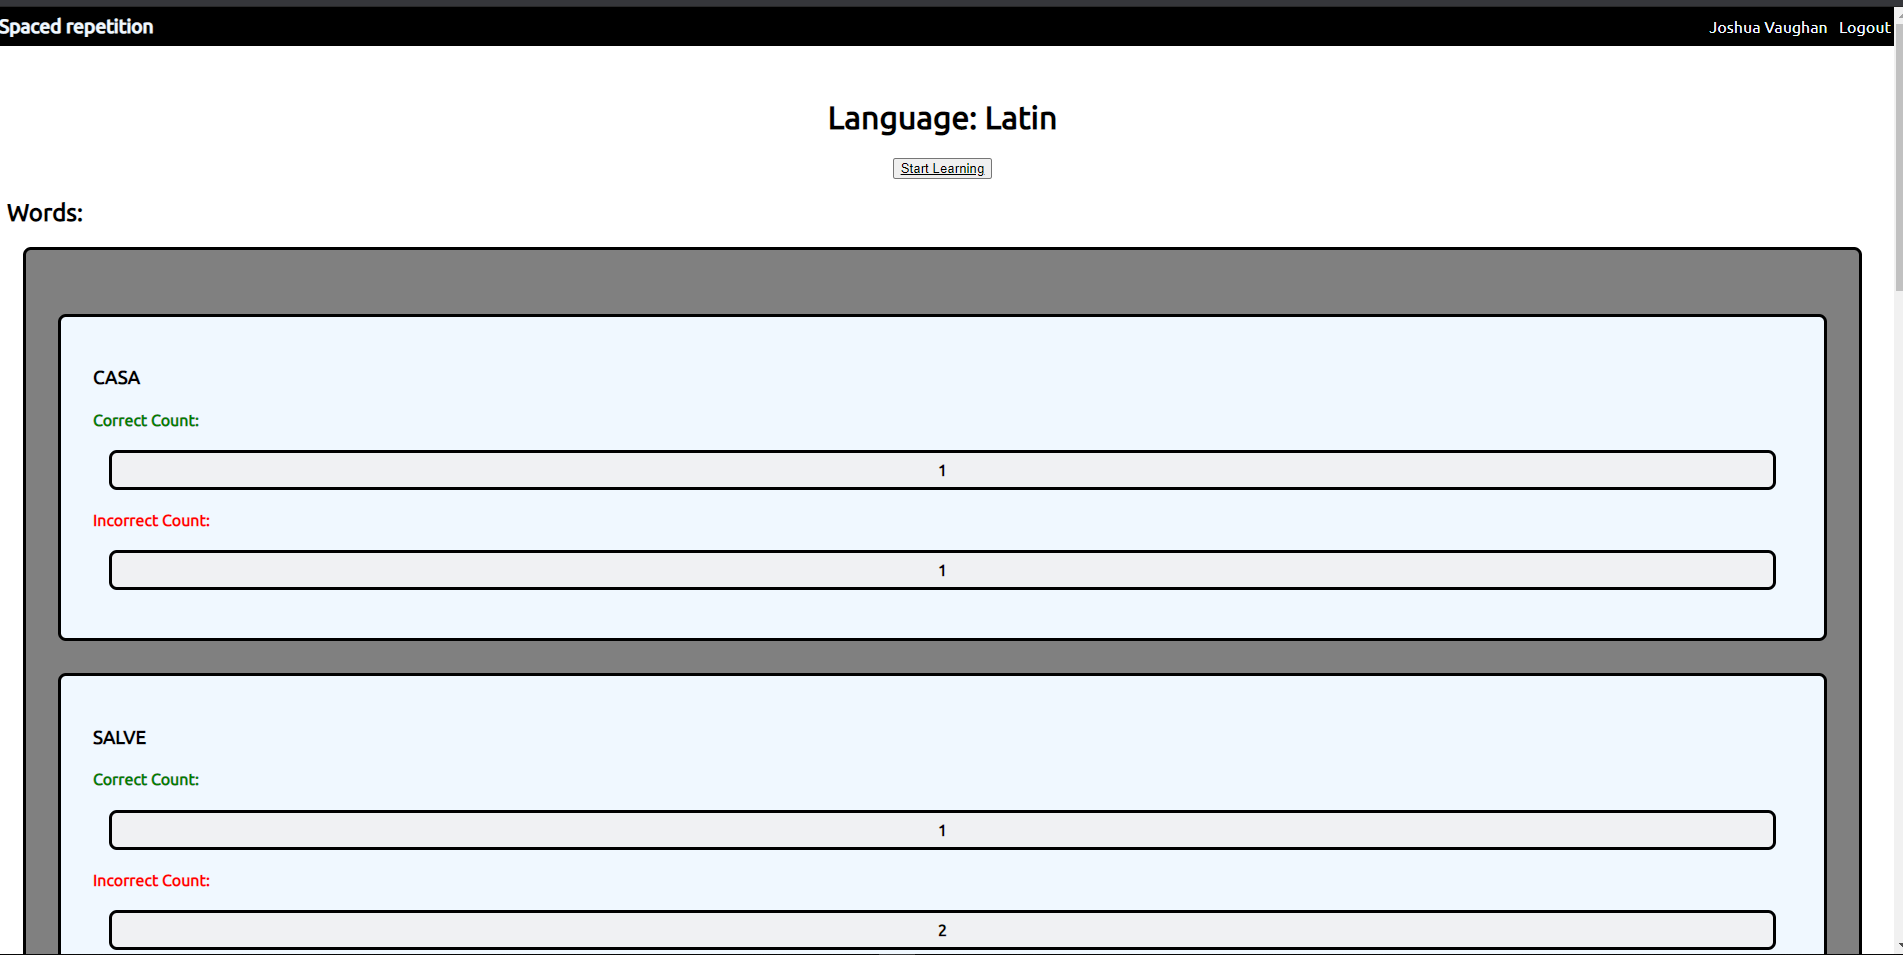 Spaced repetition
Joshua Vaughan Logout
Language: Latin
Start Learning
Words:
CASA
Correct Count:
1
Incorrect Count:
1
SALVE
Correct Count:
1
Incorrect Count:
2